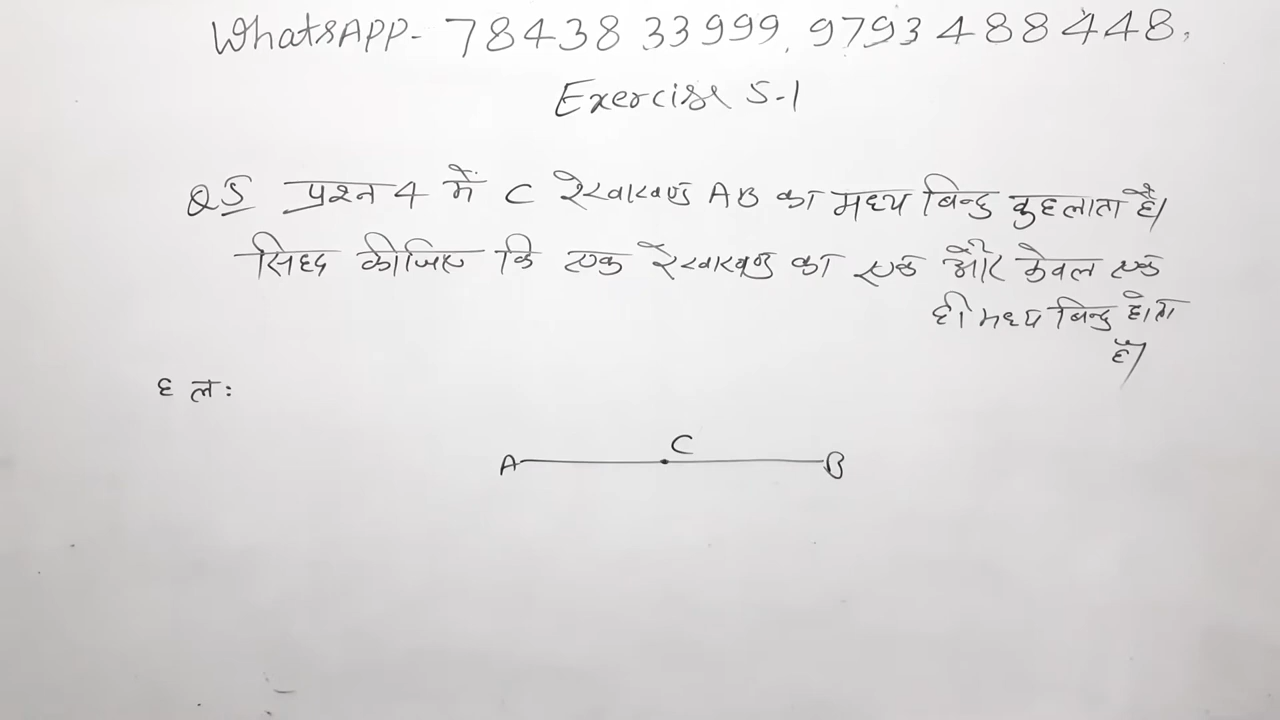 WhatsAPP- 78438 33999, 9793488448,
Exercise 5.1
Q5 प्रश्न 4 में C रेखाखण्ड AB का मध्य बिन्दु कहलाता है।
सिद्ध कीजिए कि एक रेखाखण्ड का एक और केवल एक
ही मध्य बिन्दु होता
है।
हल:
C
A B